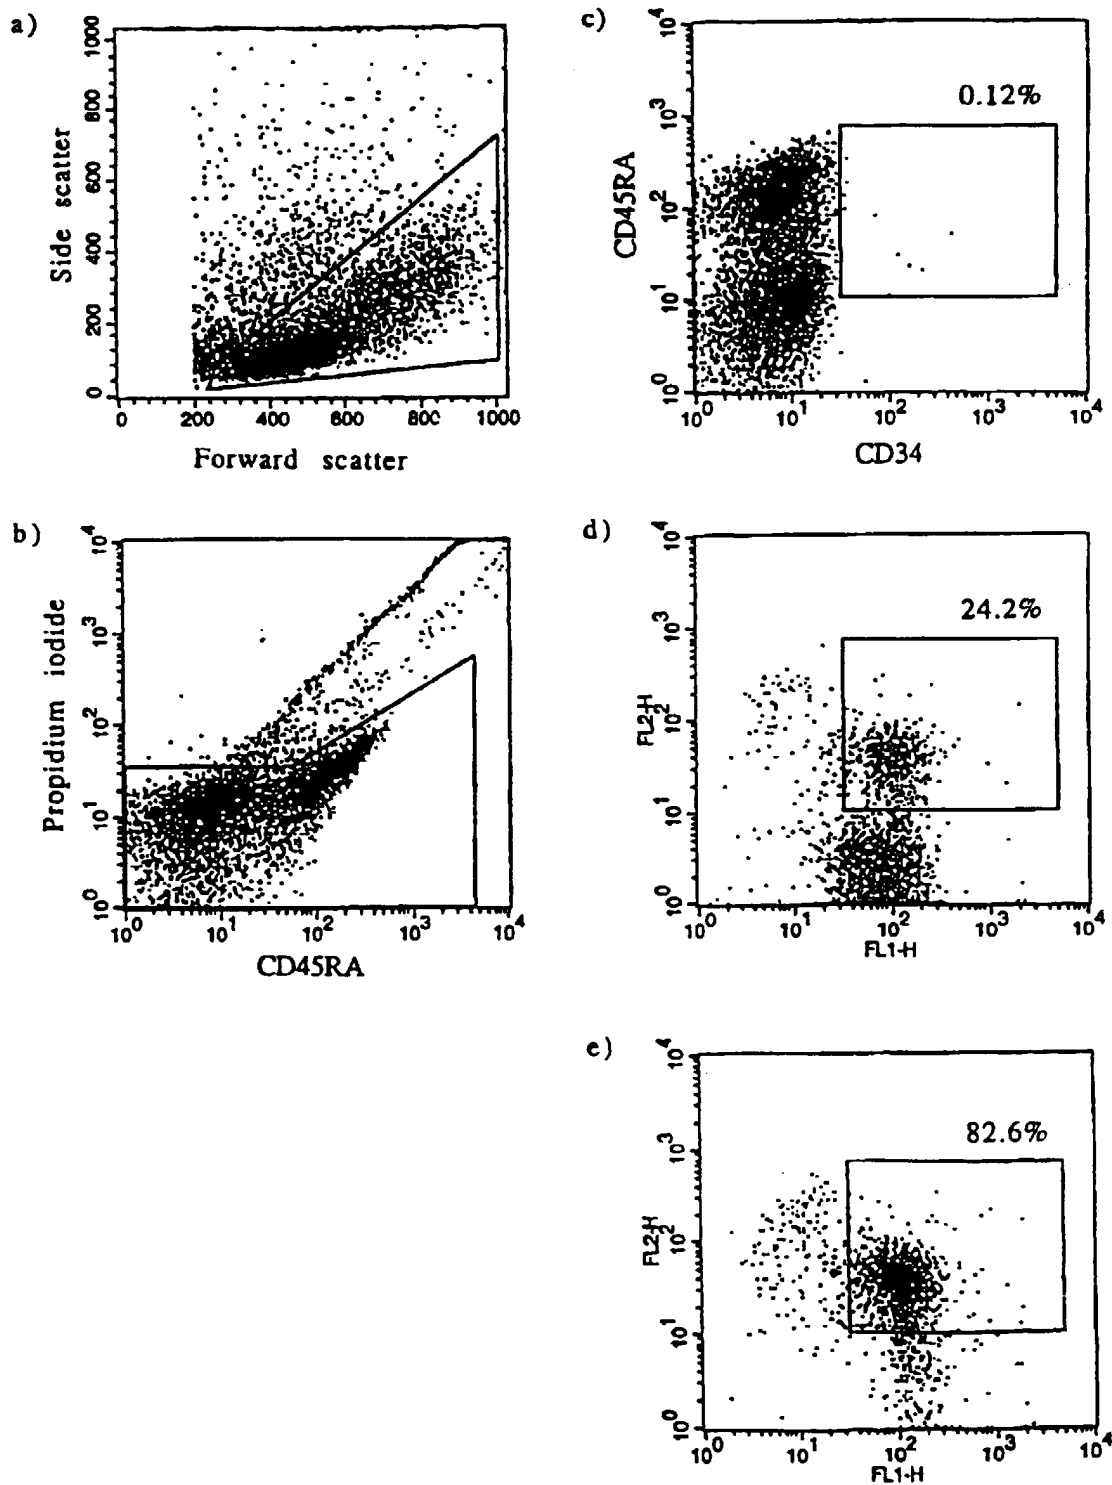 a)
1000
800
600
400
200
0
Side scatter
0 200 400 600 800 1000
Forward scatter
b)
10^4
10^3
10^2
10^1
10^0
Propidium iodide
10^0 10^1 10^2 10^3 10^4
CD45RA
c)
10^4
10^3
10^2
10^1
10^0
CD45RA
0.12%
10^0 10^1 10^2 10^3 10^4
CD34
d)
10^4
10^3
10^2
10^1
10^0
FL2-H
24.2%
10^0 10^1 10^2 10^3 10^4
FL1-H
e)
10^4
10^3
10^2
10^1
10^0
FL2-H
82.6%
10^0 10^1 10^2 10^3 10^4
FL1-H